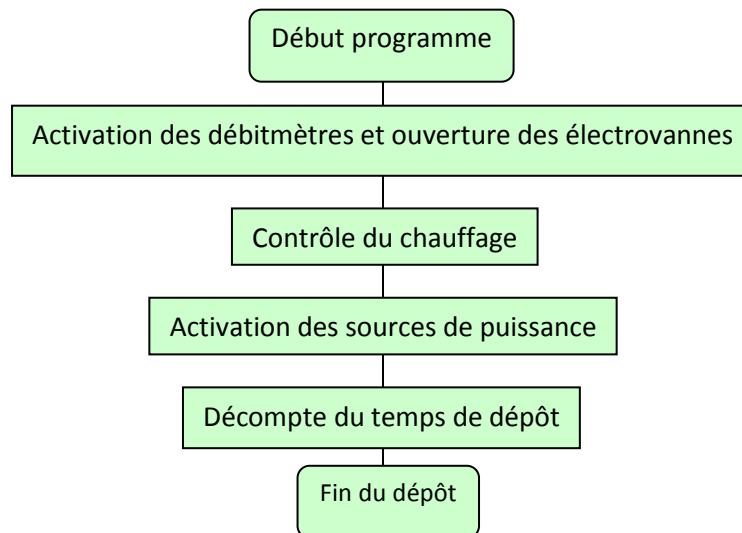 Début programme
Activation des débitmètres et ouverture des électrovannes
Contrôle du chauffage
Activation des sources de puissance
Décompte du temps de dépôt
Fin du dépôt